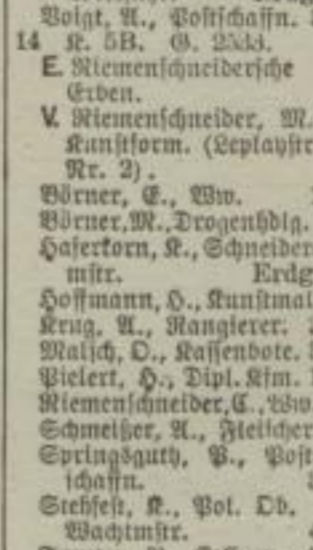 Voigt, A., Postschaffn.
14 K. 5B. G. 2533.
E. Riemenschneidersche
Erben.
V. Riemenschneider, M.
Kunstform. (Leplaystr
Nr. 2).
Börner, E., Ww.
Börner, M., Drogenhdlg.
Haferkorn, K., Schneider
mstr. Erdg
Hoffmann, H., Kunstmal
Krug, A., Rangierer.
Malsch, O., Kassenbote.
Pielert, H., Dipl. Kfm.
Riemenschneider, C., Ww
Schmeißer, A., Fleischer
Springsguth, P., Post
schaffn.
Stehfest, K., Pol. Ob.
Wachtmstr.